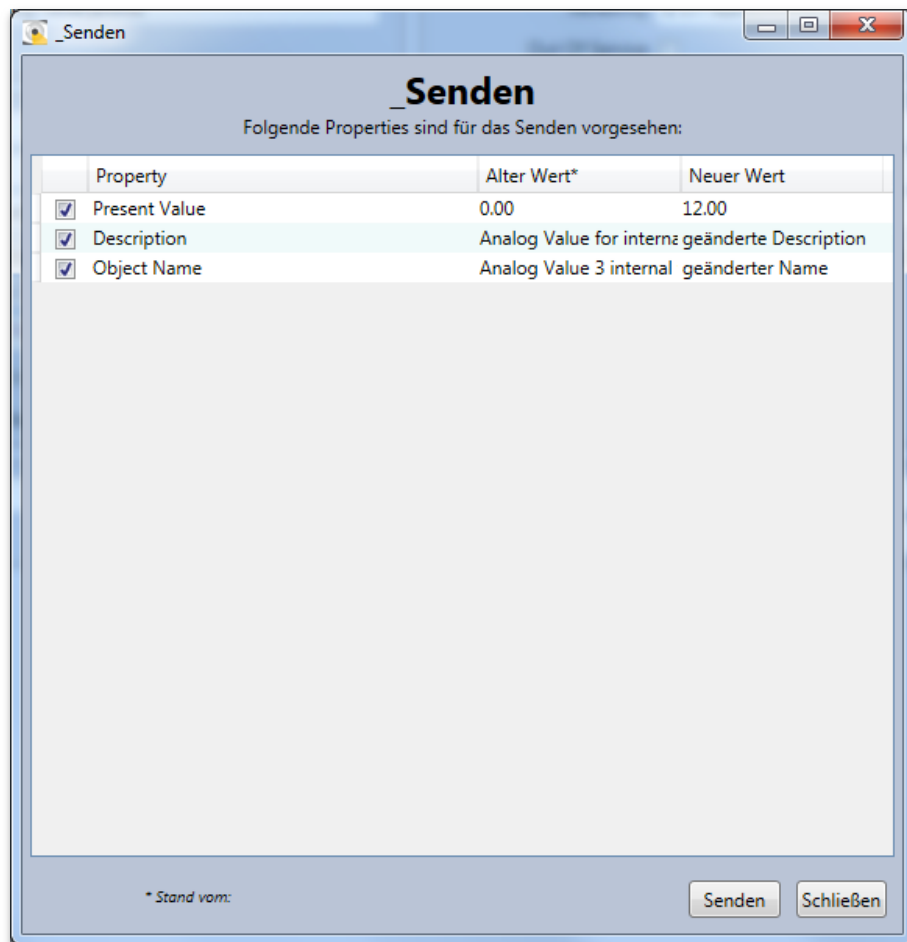 _Senden
_Senden
Folgende Properties sind für das Senden vorgesehen:
Property Alter Wert* Neuer Wert
Present Value 0.00 12.00
Description Analog Value for interna geänderte Description
Object Name Analog Value 3 internal geänderter Name
* Stand vom:
Senden Schließen